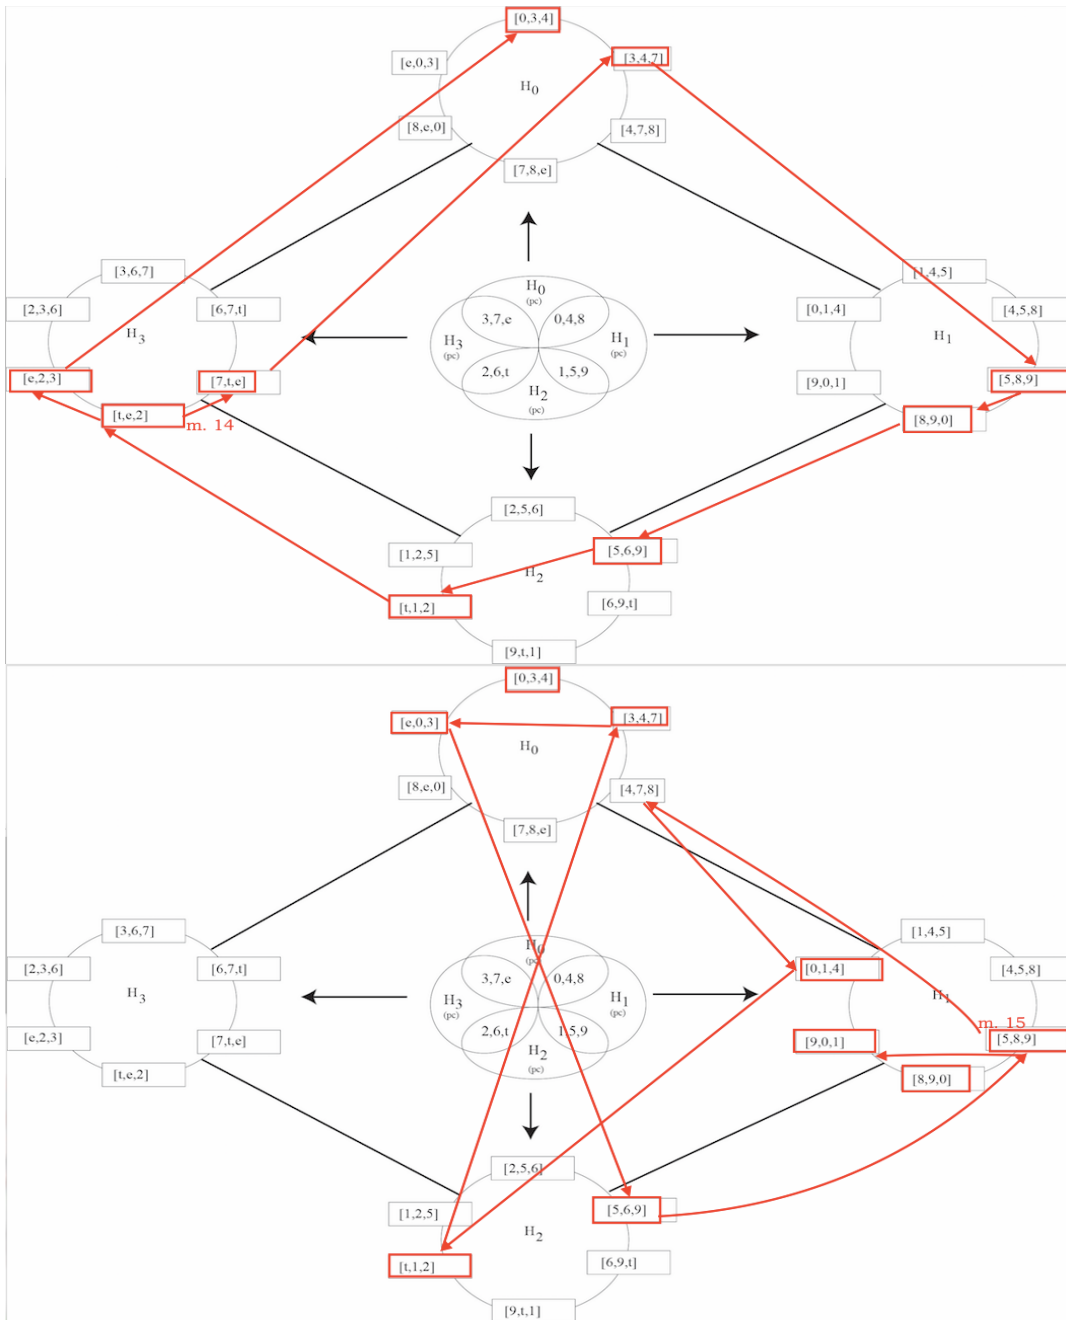 [0,3,4]
[e,0,3]
[3,4,7]
H0
[8,e,0]
[4,7,8]
[7,8,e]
[3,6,7]
[1,4,5]
[2,3,6]
[6,7,t]
[0,1,4]
[4,5,8]
H3
H1
[e,2,3]
[7,t,e]
[9,0,1]
[5,8,9]
[t,e,2]
m. 14
[8,9,0]
H0
(pc)
3,7,e
0,4,8
H3
(pc)
H1
(pc)
2,6,t
1,5,9
H2
(pc)
[2,5,6]
[1,2,5]
[5,6,9]
H2
[t,1,2]
[6,9,t]
[9,t,1]
[0,3,4]
[e,0,3]
[3,4,7]
H0
[8,e,0]
[4,7,8]
[7,8,e]
[3,6,7]
[1,4,5]
[2,3,6]
[6,7,t]
[0,1,4]
[4,5,8]
H3
H1
m. 15
[e,2,3]
[7,t,e]
[9,0,1]
[5,8,9]
[t,e,2]
[8,9,0]
H0
(pc)
3,7,e
0,4,8
H3
(pc)
H1
(pc)
2,6,t
1,5,9
H2
(pc)
[2,5,6]
[1,2,5]
[5,6,9]
H2
[t,1,2]
[6,9,t]
[9,t,1]